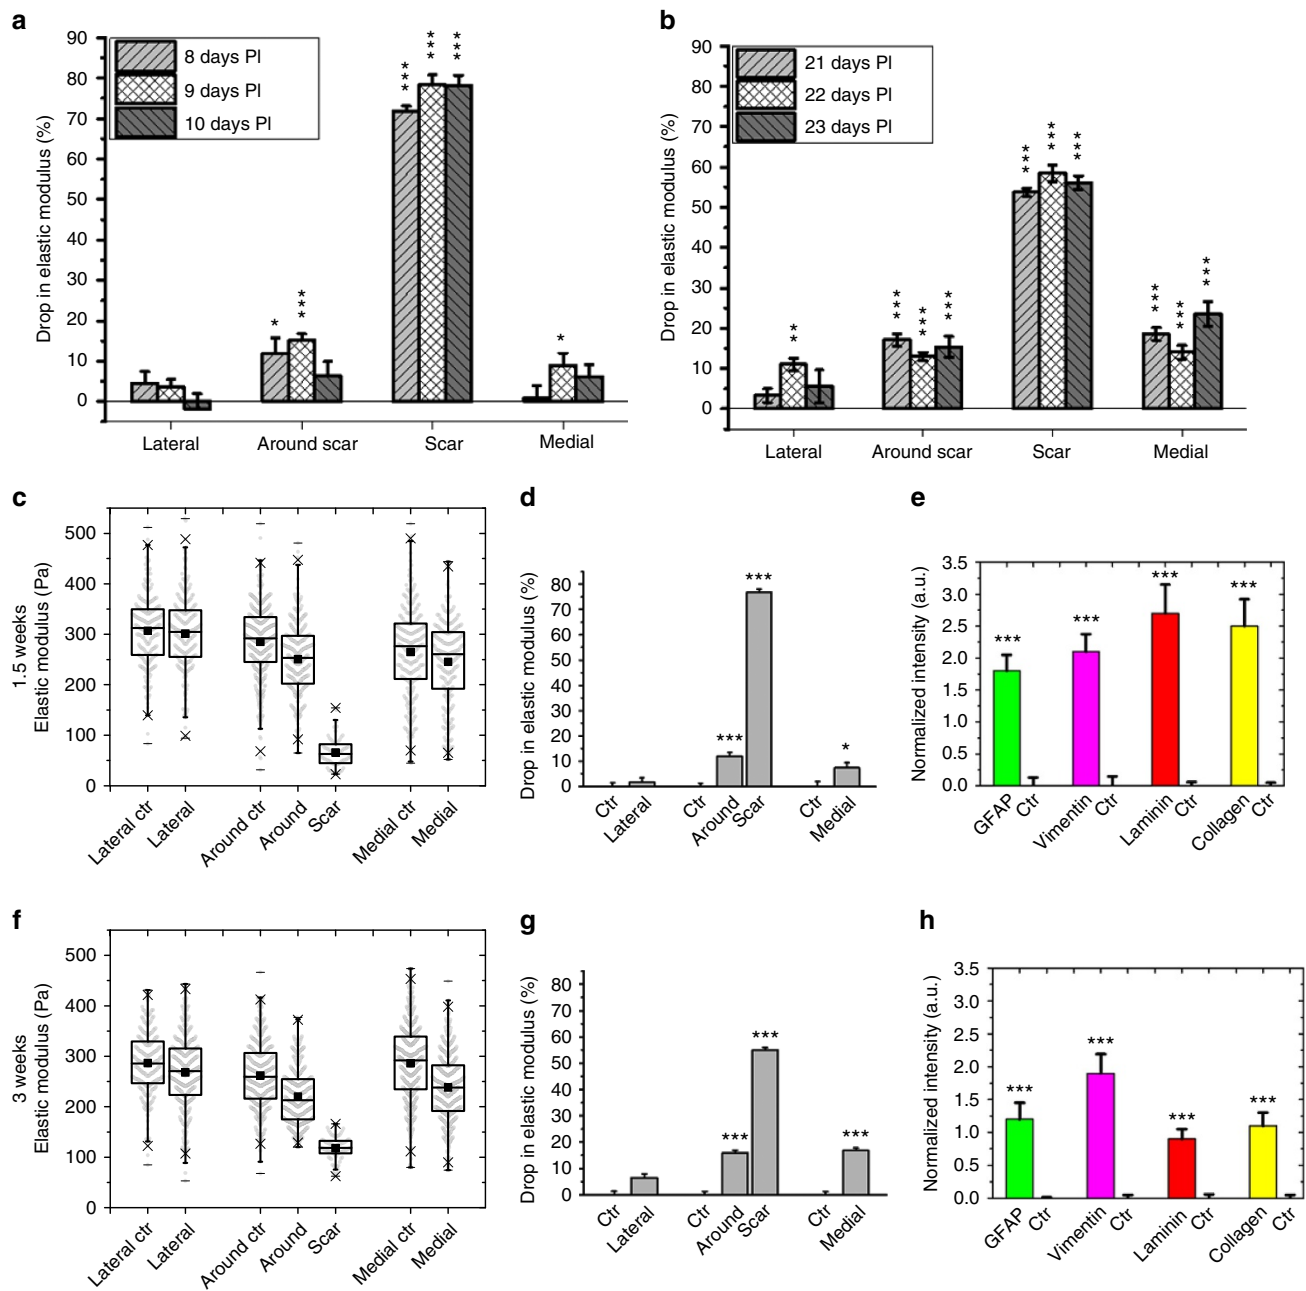 a
90
80
70
60
50
40
30
20
10
0
Drop in elastic modulus (%)
8 days PI
9 days PI
10 days PI
* *** *** *** *** *
Lateral Around scar Scar Medial
b
90
80
70
60
50
40
30
20
10
0
Drop in elastic modulus (%)
21 days PI
22 days PI
23 days PI
** *** *** *** *** *** *** *** *** ***
Lateral Around scar Scar Medial
c
1.5 weeks
Elastic modulus (Pa)
500
400
300
200
100
0
Lateral ctr Lateral Around ctr Around Scar Medial ctr Medial
d
Drop in elastic modulus (%)
80
70
60
50
40
30
20
10
0
*** *** *
Ctr Lateral Ctr Around Scar Ctr Medial
e
Normalized intensity (a.u.)
3.5
3.0
2.5
2.0
1.5
1.0
0.5
0.0
*** *** *** ***
GFAP Ctr Vimentin Ctr Laminin Ctr Collagen Ctr
f
3 weeks
Elastic modulus (Pa)
500
400
300
200
100
0
Lateral ctr Lateral Around ctr Around Scar Medial ctr Medial
g
Drop in elastic modulus (%)
80
70
60
50
40
30
20
10
0
*** *** ***
Ctr Lateral Ctr Around Scar Ctr Medial
h
Normalized intensity (a.u.)
3.5
3.0
2.5
2.0
1.5
1.0
0.5
0.0
*** *** *** ***
GFAP Ctr Vimentin Ctr Laminin Ctr Collagen Ctr